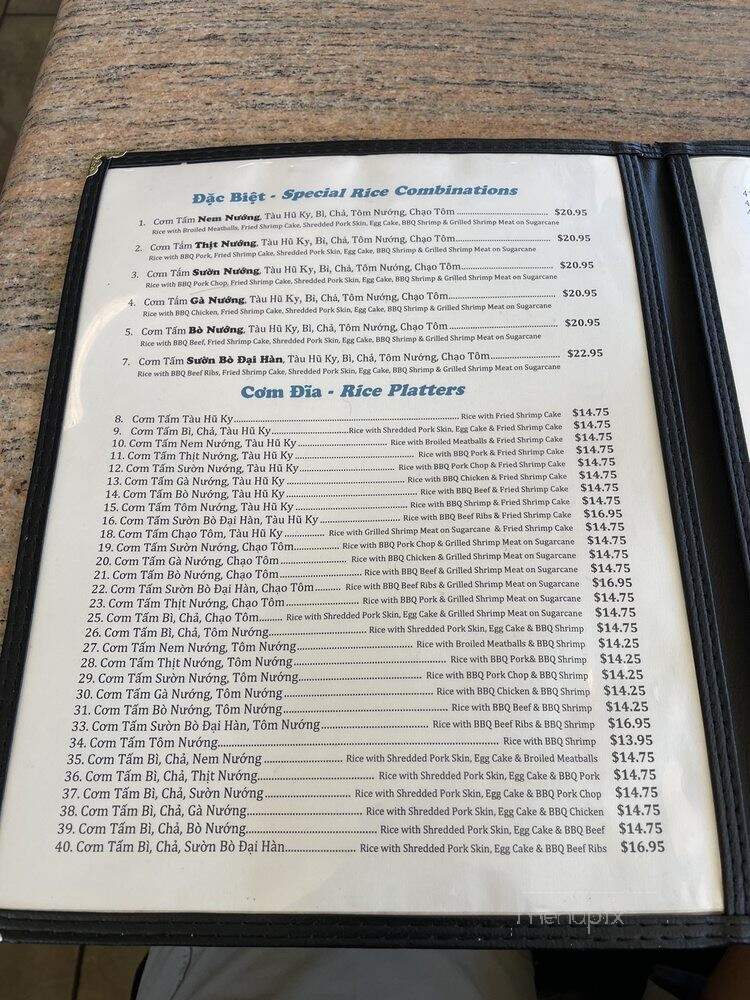 Đặc Biệt - Special Rice Combinations
1. Cơm Tấm Nem Nướng, Tàu Hũ Ky, Bì, Chả, Tôm Nướng, Chạo Tôm $20.95
Rice with Broiled Meatballs, Fried Shrimp Cake, Shredded Pork Skin, Egg Cake, BBQ Shrimp & Grilled Shrimp Meat on Sugarcane
2. Cơm Tấm Thịt Nướng, Tàu Hũ Ky, Bì, Chả, Tôm Nướng, Chạo Tôm $20.95
Rice with BBQ Pork, Fried Shrimp Cake, Shredded Pork Skin, Egg Cake, BBQ Shrimp & Grilled Shrimp Meat on Sugarcane
3. Cơm Tấm Sườn Nướng, Tàu Hũ Ky, Bì, Chả, Tôm Nướng, Chạo Tôm $20.95
Rice with BBQ Pork Chop, Fried Shrimp Cake, Shredded Pork Skin, Egg Cake, BBQ Shrimp & Grilled Shrimp Meat on Sugarcane
4. Cơm Tấm Gà Nướng, Tàu Hũ Ky, Bì, Chả, Tôm Nướng, Chạo Tôm $20.95
Rice with BBQ Chicken, Fried Shrimp Cake, Shredded Pork Skin, Egg Cake, BBQ Shrimp & Grilled Shrimp Meat on Sugarcane
5. Cơm Tấm Bò Nướng, Tàu Hũ Ky, Bì, Chả, Tôm Nướng, Chạo Tôm $20.95
Rice with BBQ Beef, Fried Shrimp Cake, Shredded Pork Skin, Egg Cake, BBQ Shrimp & Grilled Shrimp Meat on Sugarcane
7. Cơm Tấm Sườn Bò Đại Hàn, Tàu Hũ Ky, Bì, Chả, Tôm Nướng, Chạo Tôm $22.95
Rice with BBQ Beef Ribs, Fried Shrimp Cake, Shredded Pork Skin, Egg Cake, BBQ Shrimp & Grilled Shrimp Meat on Sugarcane
Cơm Đĩa - Rice Platters
8. Cơm Tấm Tàu Hũ Ky Rice with Fried Shrimp Cake $14.75
9. Cơm Tấm Bì, Chả, Tàu Hũ Ky Rice with Shredded Pork Skin, Egg Cake & Fried Shrimp Cake $14.75
10. Cơm Tấm Nem Nướng, Tàu Hũ Ky Rice with Broiled Meatballs & Fried Shrimp Cake $14.75
11. Cơm Tấm Thịt Nướng, Tàu Hũ Ky Rice with BBQ Pork & Fried Shrimp Cake $14.75
12. Cơm Tấm Sườn Nướng, Tàu Hũ Ky Rice with BBQ Pork Chop & Fried Shrimp Cake $14.75
13. Cơm Tấm Gà Nướng, Tàu Hũ Ky Rice with BBQ Chicken & Fried Shrimp Cake $14.75
14. Cơm Tấm Bò Nướng, Tàu Hũ Ky Rice with BBQ Beef & Fried Shrimp Cake $14.75
15. Cơm Tấm Tôm Nướng, Tàu Hũ Ky Rice with BBQ Shrimp & Fried Shrimp Cake $14.75
16. Cơm Tấm Sườn Bò Đại Hàn, Tàu Hũ Ky Rice with BBQ Beef Ribs & Fried Shrimp Cake $16.95
18. Cơm Tấm Chạo Tôm, Tàu Hũ Ky Rice with Grilled Shrimp Meat on Sugarcane & Fried Shrimp Cake $14.75
19. Cơm Tấm Sườn Nướng, Chạo Tôm Rice with BBQ Pork Chop & Grilled Shrimp Meat on Sugarcane $14.75
20. Cơm Tấm Gà Nướng, Chạo Tôm Rice with BBQ Chicken & Grilled Shrimp Meat on Sugarcane $14.75
21. Cơm Tấm Bò Nướng, Chạo Tôm Rice with BBQ Beef & Grilled Shrimp Meat on Sugarcane $14.75
22. Cơm Tấm Sườn Bò Đại Hàn, Chạo Tôm Rice with BBQ Beef Ribs & Grilled Shrimp Meat on Sugarcane $16.95
23. Cơm Tấm Thịt Nướng, Chạo Tôm Rice with BBQ Pork & Grilled Shrimp Meat on Sugarcane $14.75
25. Cơm Tấm Bì, Chả, Chạo Tôm Rice with Shredded Pork Skin, Egg Cake & Grilled Shrimp Meat on Sugarcane $14.75
26. Cơm Tấm Bì, Chả, Tôm Nướng Rice with Shredded Pork Skin, Egg Cake & BBQ Shrimp $14.75
27. Cơm Tấm Nem Nướng, Tôm Nướng Rice with Broiled Meatballs & BBQ Shrimp $14.25
28. Cơm Tấm Thịt Nướng, Tôm Nướng Rice with BBQ Pork& BBQ Shrimp $14.25
29. Cơm Tấm Sườn Nướng, Tôm Nướng Rice with BBQ Pork Chop & BBQ Shrimp $14.25
30. Cơm Tấm Gà Nướng, Tôm Nướng Rice with BBQ Chicken & BBQ Shrimp $14.25
31. Cơm Tấm Bò Nướng, Tôm Nướng Rice with BBQ Beef & BBQ Shrimp $14.25
33. Cơm Tấm Sườn Bò Đại Hàn, Tôm Nướng Rice with BBQ Beef Ribs & BBQ Shrimp $16.95
34. Cơm Tấm Tôm Nướng Rice with BBQ Shrimp $13.95
35. Cơm Tấm Bì, Chả, Nem Nướng Rice with Shredded Pork Skin, Egg Cake & Broiled Meatballs $14.75
36. Cơm Tấm Bì, Chả, Thịt Nướng Rice with Shredded Pork Skin, Egg Cake & BBQ Pork $14.75
37. Cơm Tấm Bì, Chả, Sườn Nướng Rice with Shredded Pork Skin, Egg Cake & BBQ Pork Chop $14.75
38. Cơm Tấm Bì, Chả, Gà Nướng Rice with Shredded Pork Skin, Egg Cake & BBQ Chicken $14.75
39. Cơm Tấm Bì, Chả, Bò Nướng Rice with Shredded Pork Skin, Egg Cake & BBQ Beef $14.75
40. Cơm Tấm Bì, Chả, Sườn Bò Đại Hàn Rice with Shredded Pork Skin, Egg Cake & BBQ Beef Ribs $16.95
menupix